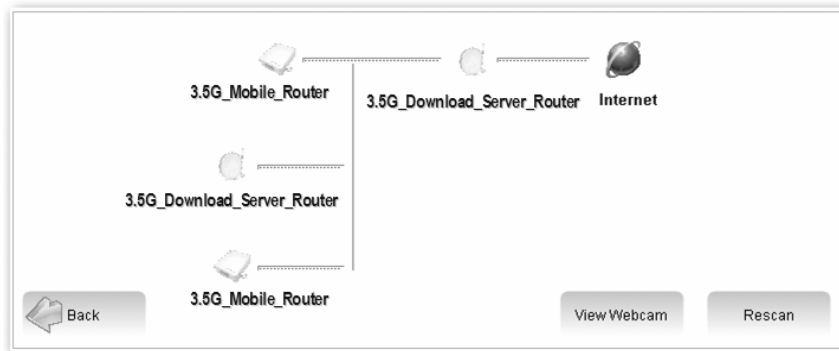 3.5G_Mobile_Router
3.5G_Download_Server_Router
Internet
3.5G_Download_Server_Router
3.5G_Mobile_Router
Back
View Webcam
Rescan